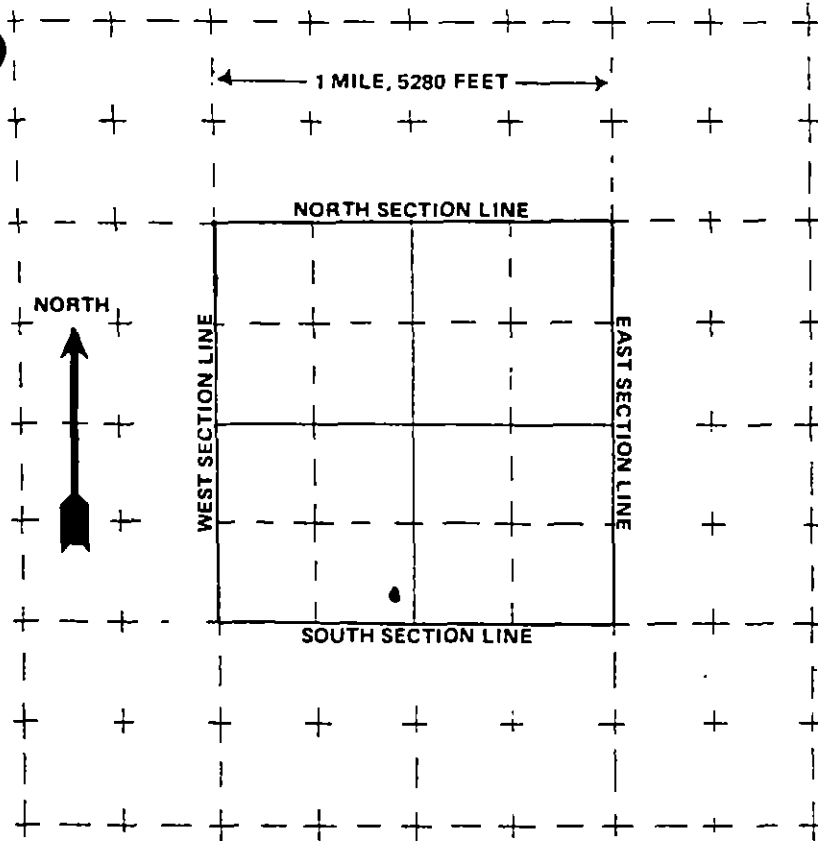 1 MILE, 5280 FEET
NORTH SECTION LINE
NORTH
WEST SECTION LINE
EAST SECTION LINE
SOUTH SECTION LINE